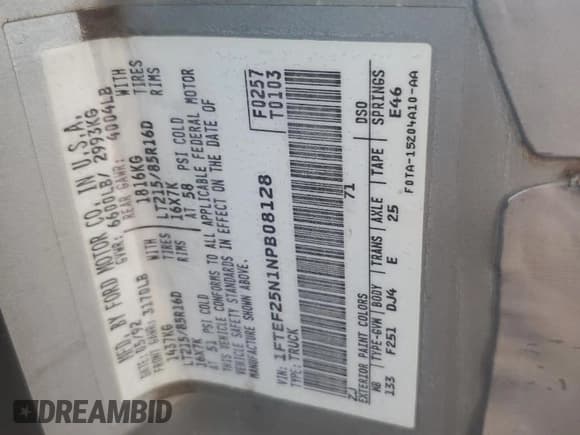 MFD. BY FORD MOTOR CO. IN U.S.A.
DATE: 05/92 GVWR: 6600LB/ 2993KG
FRONT GAWR: 3170LB REAR GAWR: 4004LB
1437KG WITH 1816KG WITH
LT215/85R16D TIRES LT215/85R16D TIRES
16X7K RIMS 16X7K RIMS
AT 51 PSI COLD AT 58 PSI COLD
THIS VEHICLE CONFORMS TO ALL APPLICABLE FEDERAL MOTOR
VEHICLE SAFETY STANDARDS IN EFFECT ON THE DATE OF
MANUFACTURE SHOWN ABOVE.
F0257
T0103
VIN: 1FTEF25N1NPB08128
TYPE: TRUCK
ZJ 71
EXTERIOR PAINT COLORS DSO
WB TYPE-GVW BODY TRANS AXLE TAPE SPRINGS
133 F251 DJ4 E 25 E46
F0TA-15204A10-AA
DREAMBID